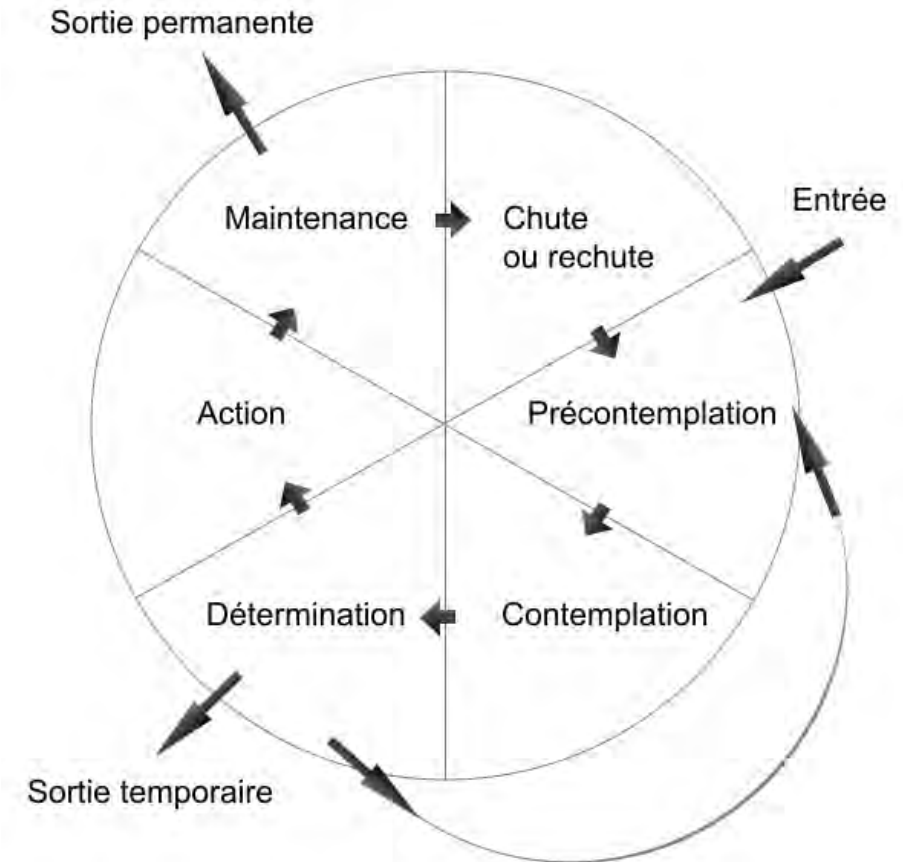 Sortie permanente
Entrée
Maintenance
Chute
ou rechute
Action
Précontemplation
Détermination
Contemplation
Sortie temporaire